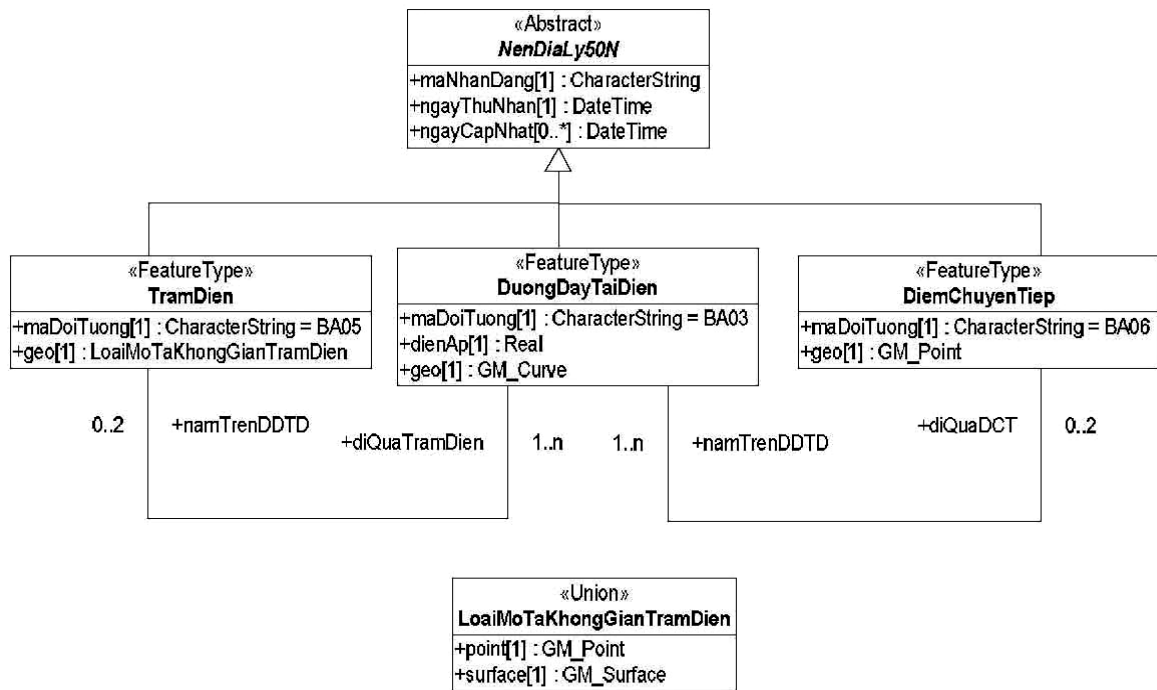 «Abstract»
NenDiaLy50N
+maNhanDang[1] : CharacterString
+ngayThuNhan[1] : DateTime
+ngayCapNhat[0..*] : DateTime
«FeatureType»
TramDien
+maDoiTuong[1] : CharacterString = BA05
+geo[1] : LoaiMoTaKhongGianTramDien
«FeatureType»
DuongDayTaiDien
+maDoiTuong[1] : CharacterString = BA03
+dienAp[1] : Real
+geo[1] : GM_Curve
«FeatureType»
DiemChuyenTiep
+maDoiTuong[1] : CharacterString = BA06
+geo[1] : GM_Point
0..2
+namTrenDDTD
+diQuaTramDien
1..n
1..n
+namTrenDDTD
+diQuaDCT
0..2
«Union»
LoaiMoTaKhongGianTramDien
+point[1] : GM_Point
+surface[1] : GM_Surface